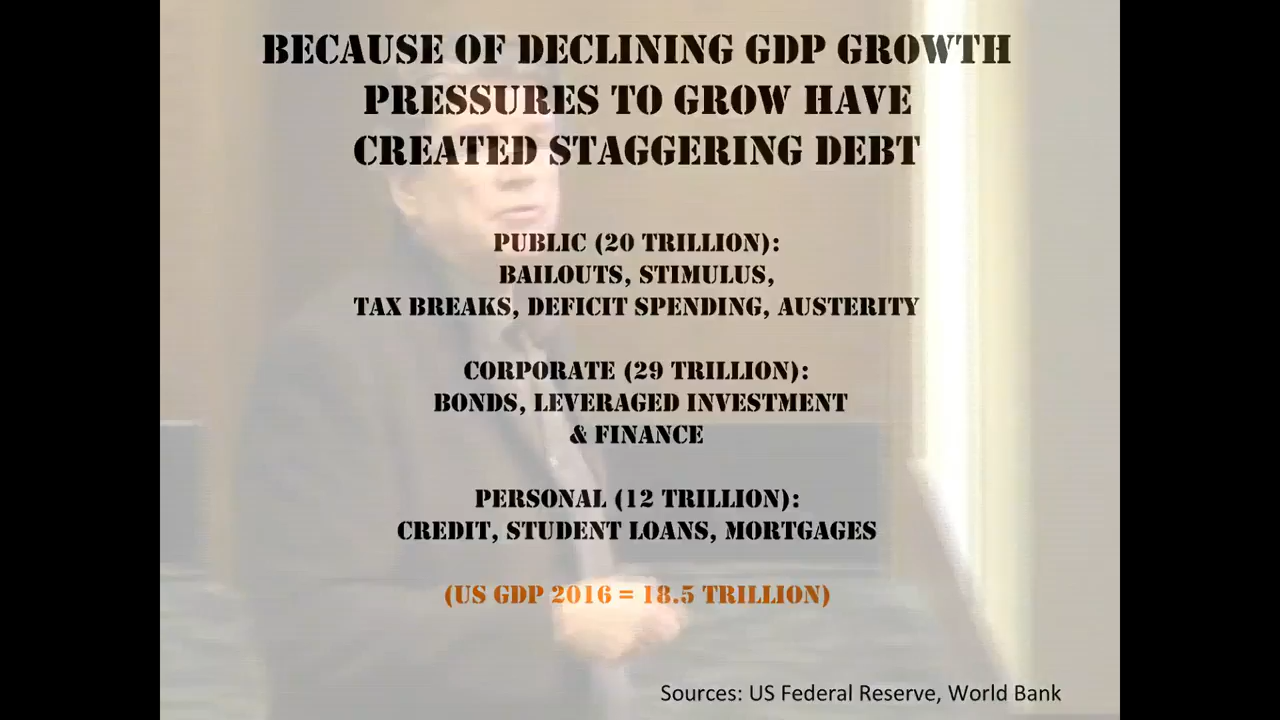 BECAUSE OF DECLINING GDP GROWTH
PRESSURES TO GROW HAVE
CREATED STAGGERING DEBT
PUBLIC (20 TRILLION):
BAILOUTS, STIMULUS,
TAX BREAKS, DEFICIT SPENDING, AUSTERITY
CORPORATE (29 TRILLION):
BONDS, LEVERAGED INVESTMENT
& FINANCE
PERSONAL (12 TRILLION):
CREDIT, STUDENT LOANS, MORTGAGES
(US GDP 2016 = 18.5 TRILLION)
Sources: US Federal Reserve, World Bank